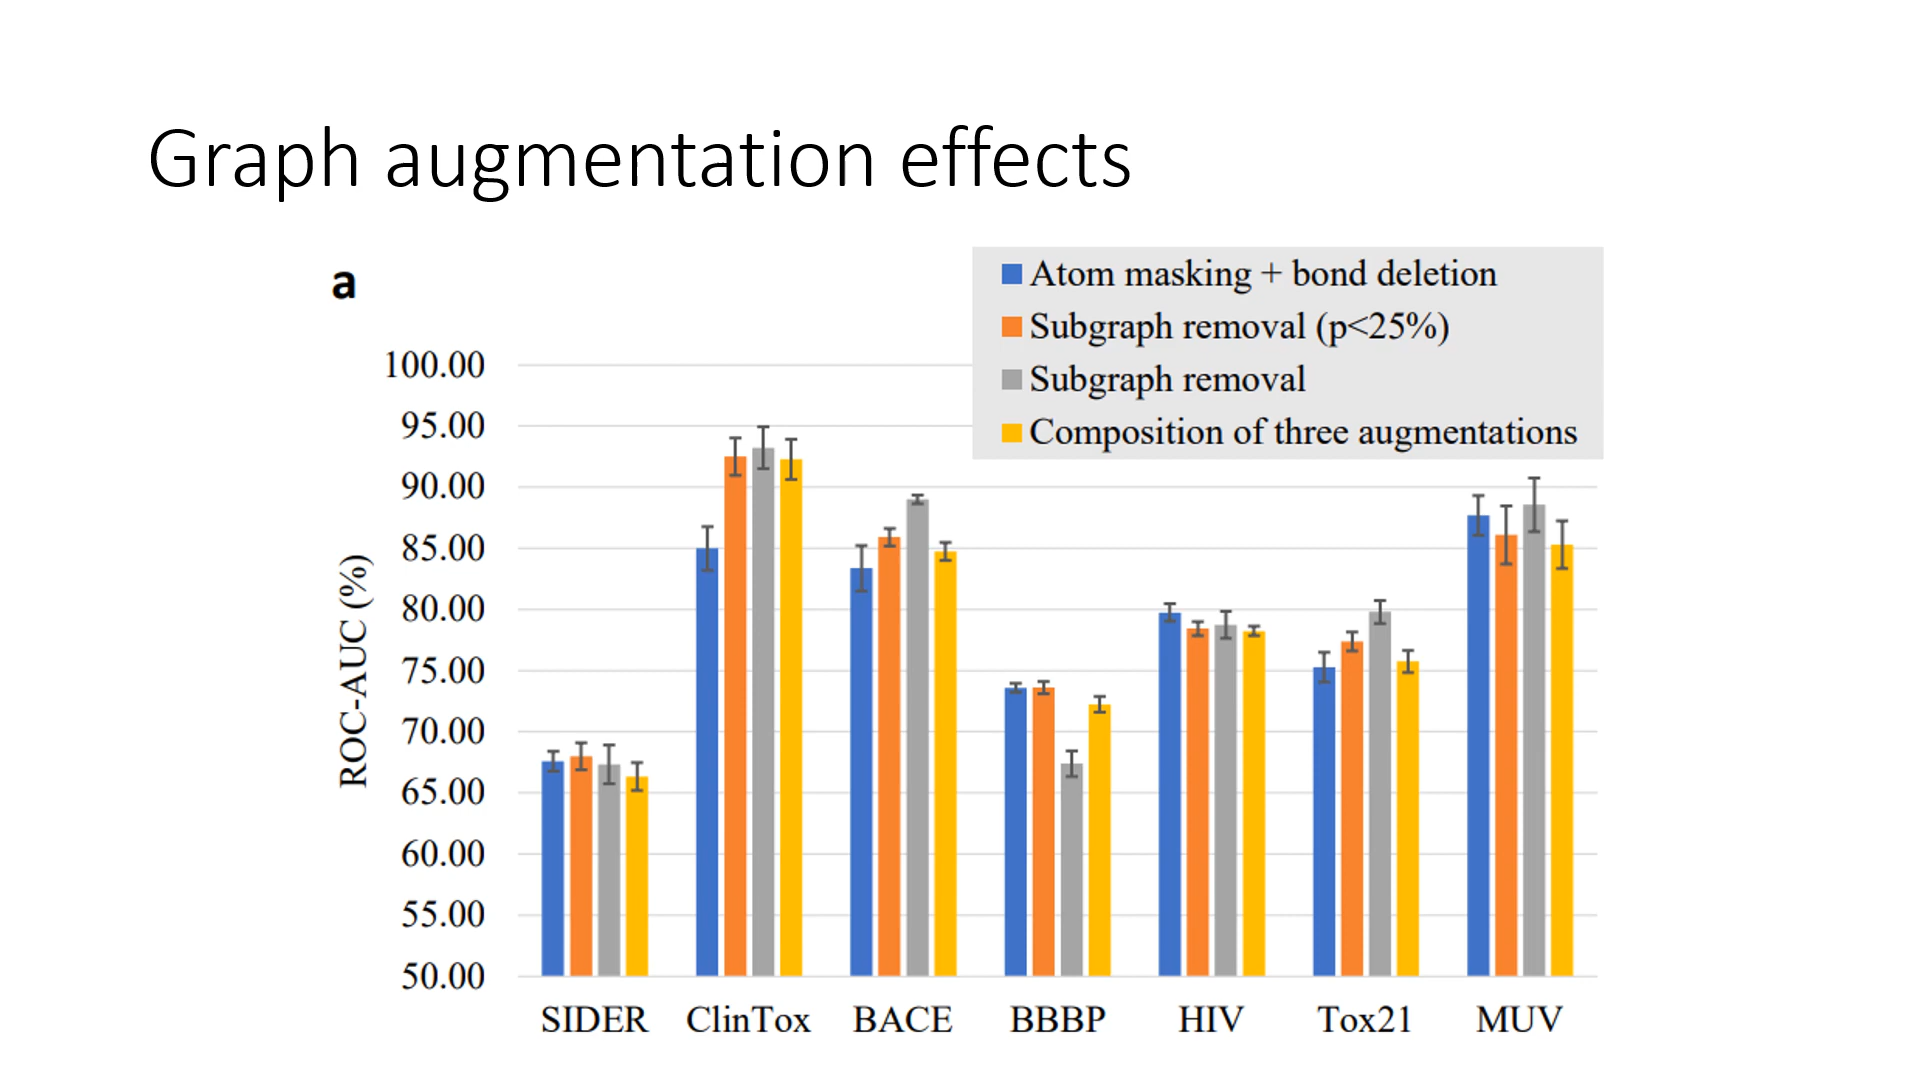 Graph augmentation effects
a
Atom masking + bond deletion
Subgraph removal (p<25%)
Subgraph removal
Composition of three augmentations
ROC-AUC (%)
100.00
95.00
90.00
85.00
80.00
75.00
70.00
65.00
60.00
55.00
50.00
SIDER ClinTox BACE BBBP HIV Tox21 MUV